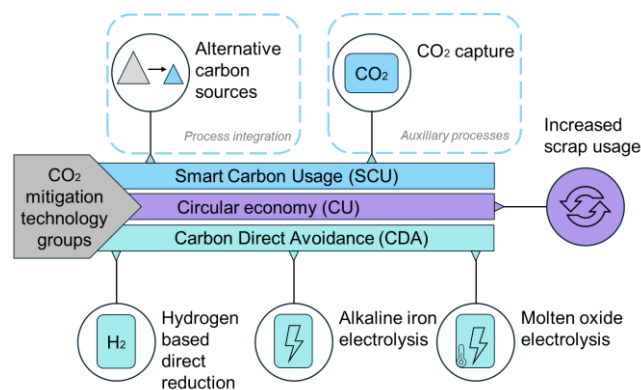 Alternative
carbon
sources
Process integration
CO₂
CO₂ capture
Auxiliary processes
Increased
scrap usage
CO₂
mitigation
technology
groups
Smart Carbon Usage (SCU)
Circular economy (CU)
Carbon Direct Avoidance (CDA)
H₂
Hydrogen
based
direct
reduction
Alkaline iron
electrolysis
Molten oxide
electrolysis